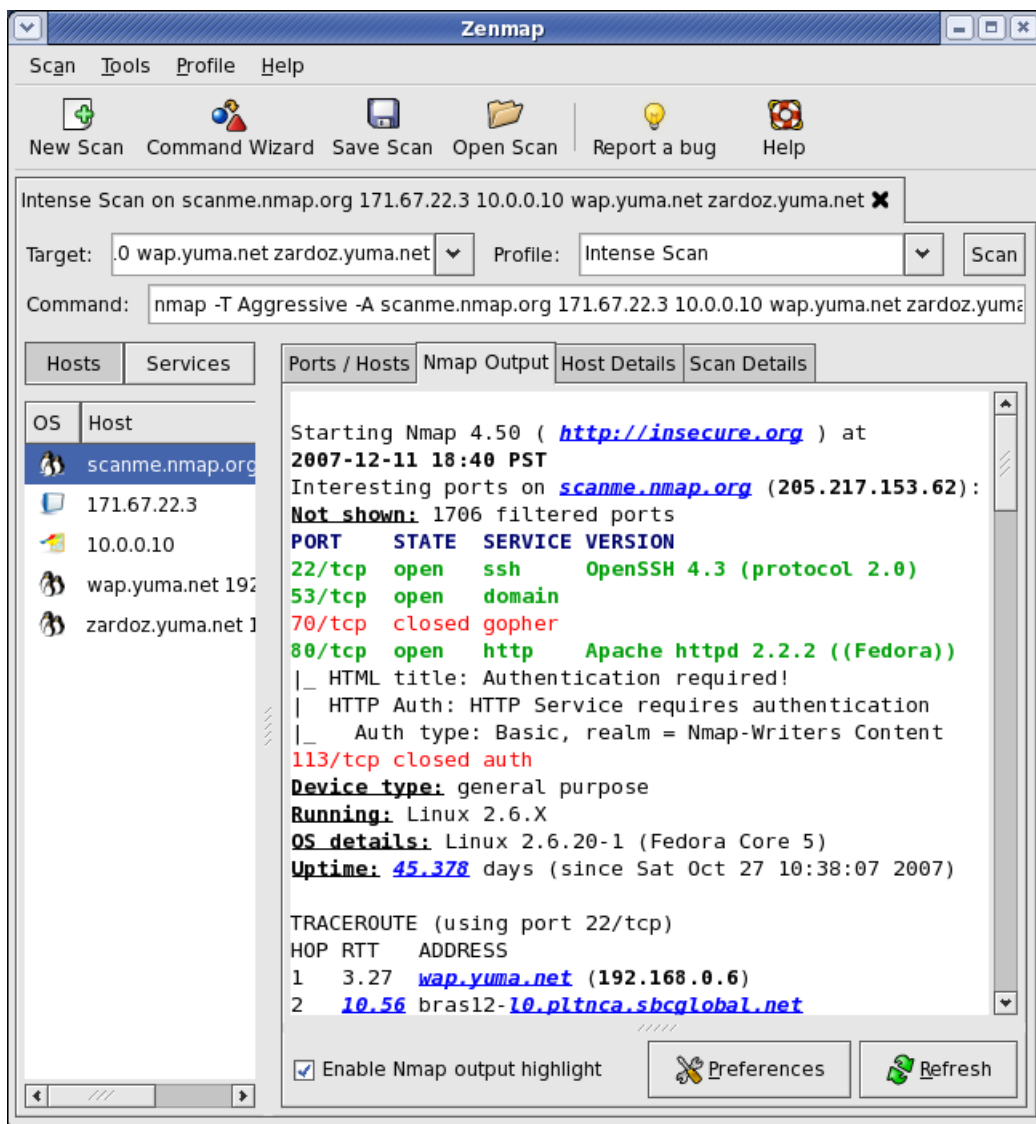 Zenmap
Scan Tools Profile Help
New Scan Command Wizard Save Scan Open Scan Report a bug Help
Intense Scan on scanme.nmap.org 171.67.22.3 10.0.0.10 wap.yuma.net zardoz.yuma.net
Target: .0 wap.yuma.net zardoz.yuma.net Profile: Intense Scan Scan
Command: nmap -T Aggressive -A scanme.nmap.org 171.67.22.3 10.0.0.10 wap.yuma.net zardoz.yuma
Hosts Services
OS Host
scanme.nmap.org
171.67.22.3
10.0.0.10
wap.yuma.net 192
zardoz.yuma.net 1
Ports / Hosts Nmap Output Host Details Scan Details
Starting Nmap 4.50 ( http://insecure.org ) at
2007-12-11 18:40 PST
Interesting ports on scanme.nmap.org (205.217.153.62):
Not shown: 1706 filtered ports
PORT STATE SERVICE VERSION
22/tcp open ssh OpenSSH 4.3 (protocol 2.0)
53/tcp open domain
70/tcp closed gopher
80/tcp open http Apache httpd 2.2.2 ((Fedora))
|_ HTML title: Authentication required!
| HTTP Auth: HTTP Service requires authentication
|_ Auth type: Basic, realm = Nmap-Writers Content
113/tcp closed auth
Device type: general purpose
Running: Linux 2.6.X
OS details: Linux 2.6.20-1 (Fedora Core 5)
Uptime: 45.378 days (since Sat Oct 27 10:38:07 2007)
TRACEROUTE (using port 22/tcp)
HOP RTT ADDRESS
1 3.27 wap.yuma.net (192.168.0.6)
2 10.56 bras12-l0.pltnca.sbcglobal.net
Enable Nmap output highlight Preferences Refresh